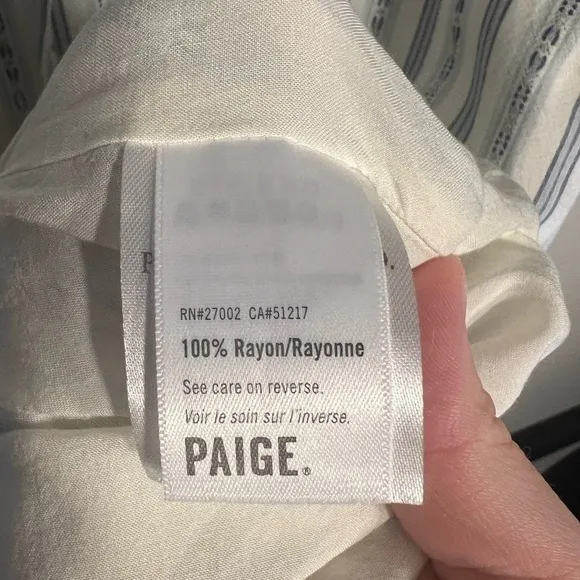 RN#27002 CA#51217
100% Rayon/Rayonne
See care on reverse.
Voir le soin sur l'inverse.
PAIGE®